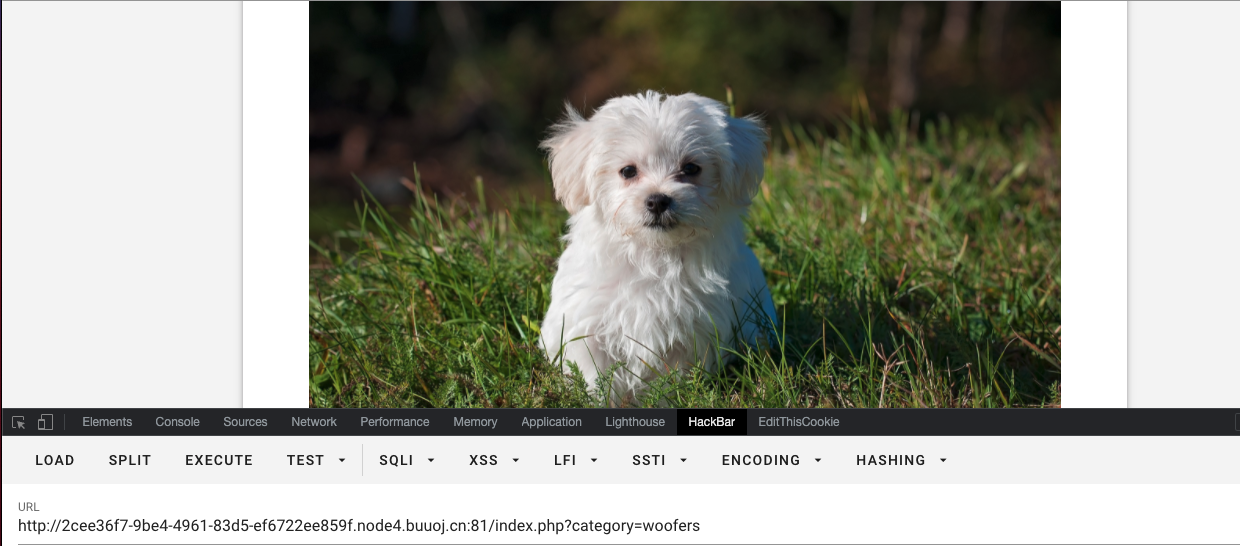 Elements Console Sources Network Performance Memory Application Lighthouse HackBar EditThisCookie
LOAD SPLIT EXECUTE TEST SQLI XSS LFI SSTI ENCODING HASHING
URL
http://2cee36f7-9be4-4961-83d5-ef6722ee859f.node4.buuoj.cn:81/index.php?category=woofers